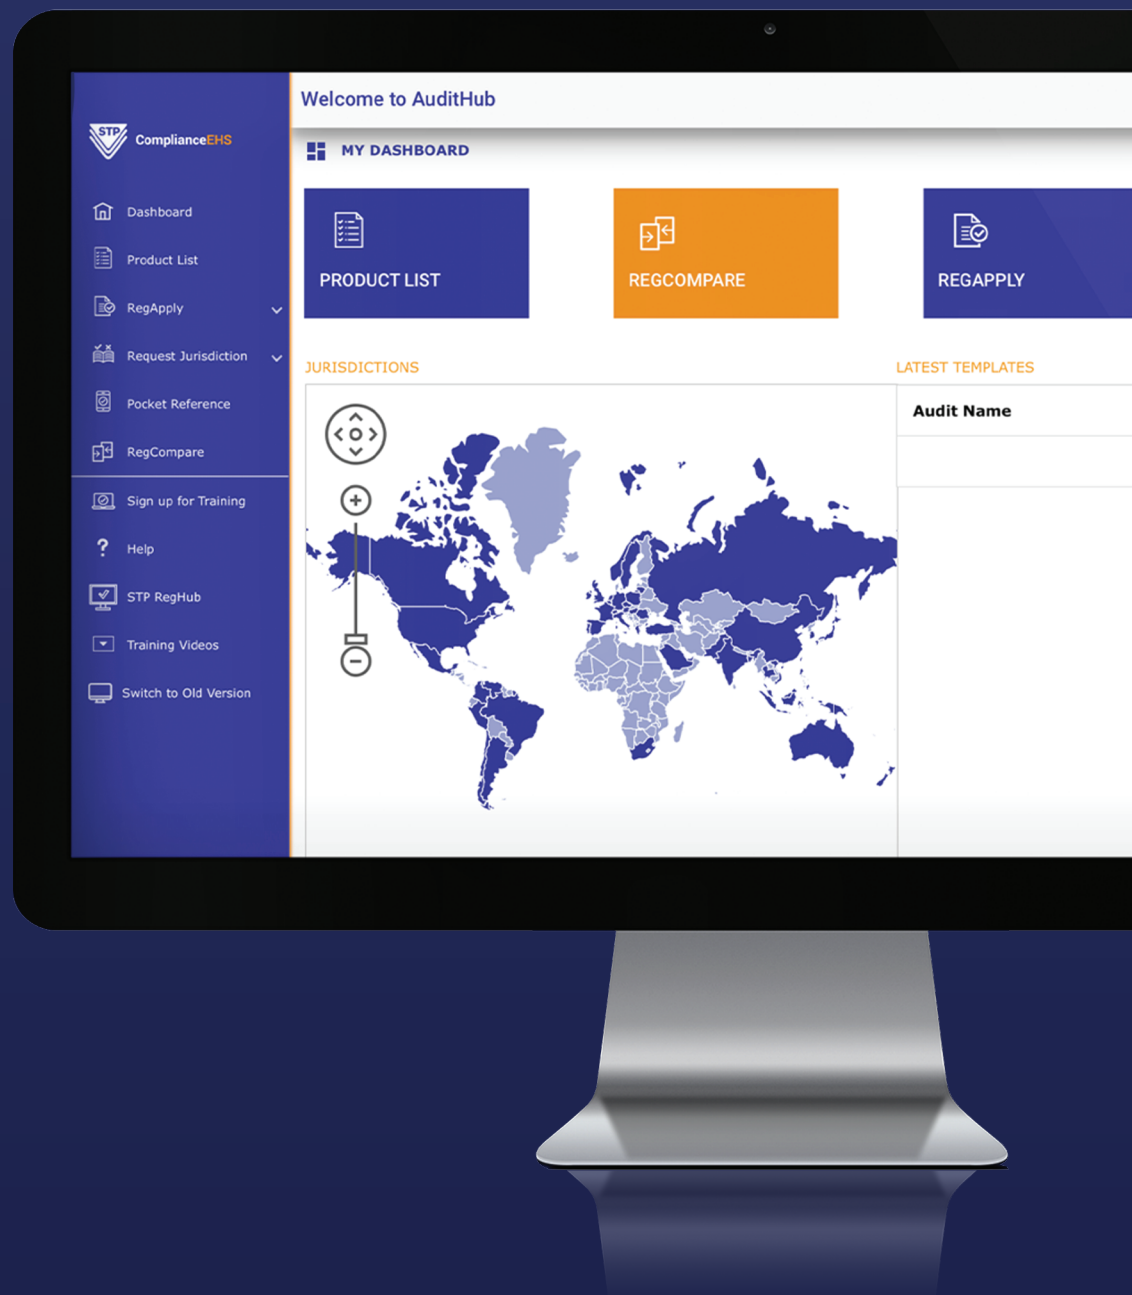 Welcome to AuditHub
STP ComplianceEHS
MY DASHBOARD
Dashboard
Product List
RegApply
Request Jurisdiction
Pocket Reference
RegCompare
Sign up for Training
? Help
STP RegHub
Training Videos
Switch to Old Version
PRODUCT LIST
REGCOMPARE
REGAPPLY
JURISDICTIONS
LATEST TEMPLATES
Audit Name